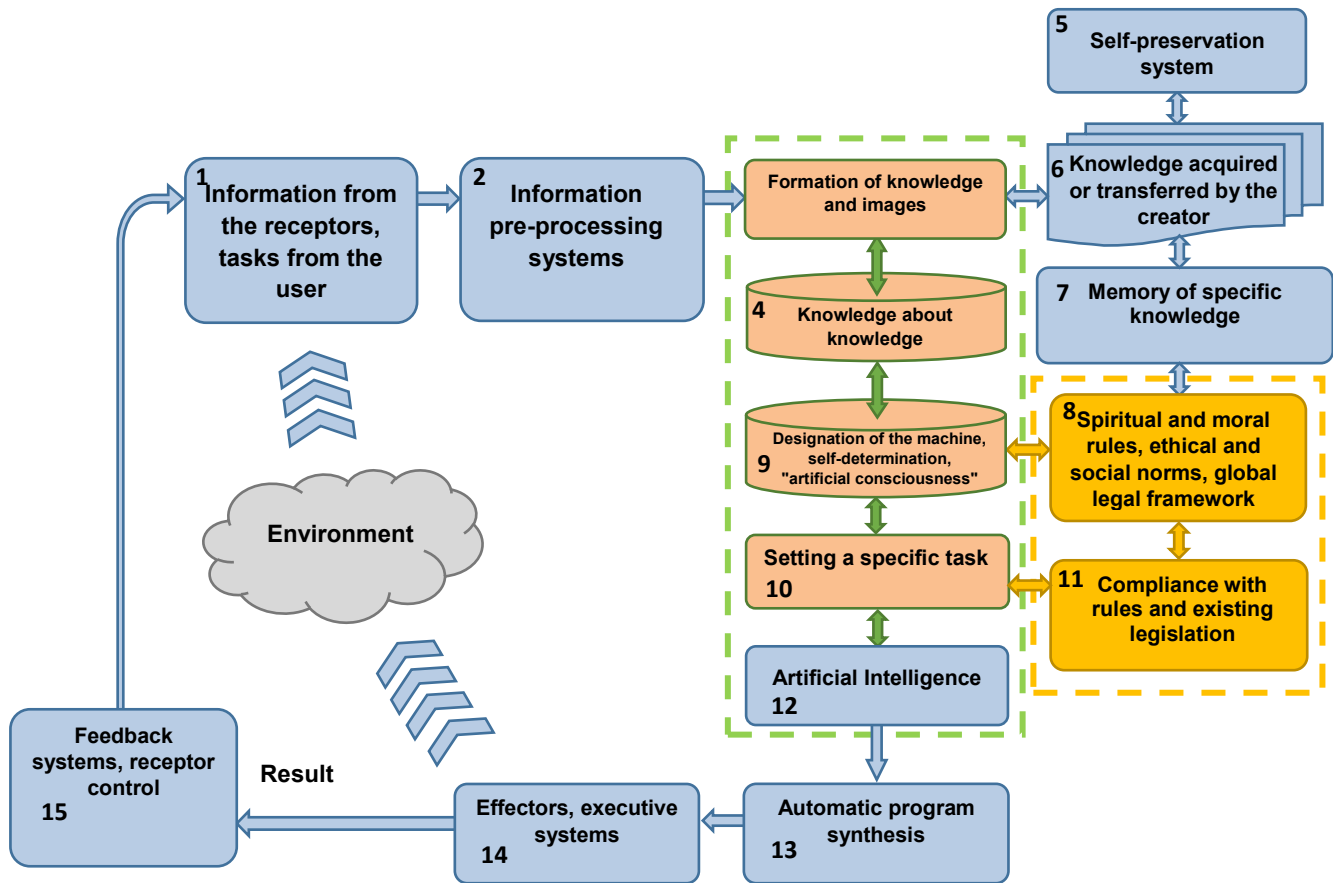 5
Self-preservation
system
1
Information from
the receptors,
tasks from the
user
2
Information
pre-processing
systems
Formation of knowledge
and images
6
Knowledge acquired
or transferred by the
creator
4
Knowledge about
knowledge
7
Memory of specific
knowledge
9
Designation of the machine,
self-determination,
"artificial consciousness"
8
Spiritual and moral
rules, ethical and
social norms, global
legal framework
Environment
Setting a specific task
10
11
Compliance with
rules and existing
legislation
Artificial Intelligence
12
Feedback
systems, receptor
control
15
Result
Effectors, executive
systems
14
Automatic program
synthesis
13